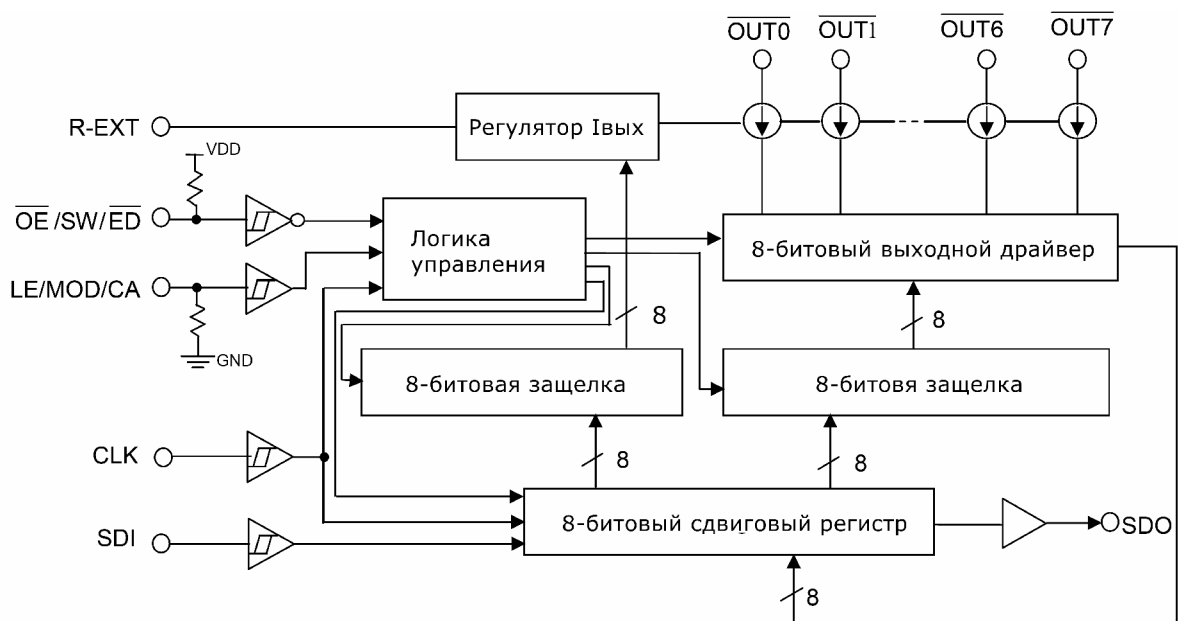 OUT0 OUT1 OUT6 OUT7
R-EXT
Регулятор Iвых
VDD
OE/SW/ED
Логика
управления
8-битовый выходной драйвер
LE/MOD/CA
8
8
GND
8-битовая защелка
8-битовя защелка
CLK
8
8
SDI
8-битовый сдвиговый регистр
SDO
8